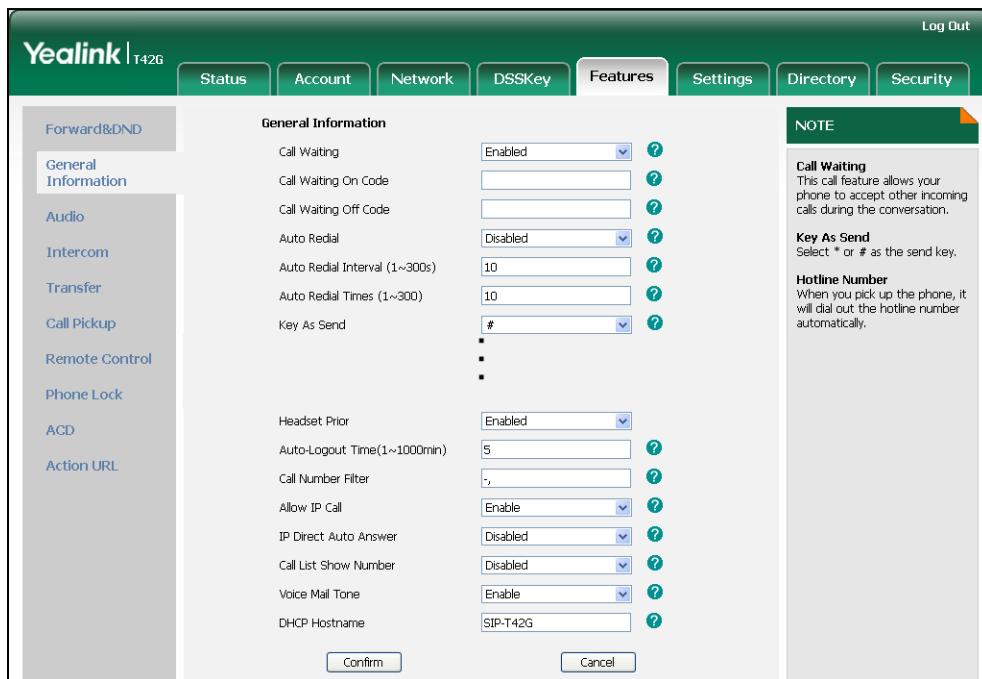 Log Out
Yealink T42G
Status Account Network DSSKey Features Settings Directory Security
Forward&DND
General
Information
Audio
Intercom
Transfer
Call Pickup
Remote Control
Phone Lock
ACD
Action URL
General Information
Call Waiting Enabled ?
Call Waiting On Code ?
Call Waiting Off Code ?
Auto Redial Disabled ?
Auto Redial Interval (1~300s) 10 ?
Auto Redial Times (1~300) 10 ?
Key As Send # ?
Headset Prior Enabled
Auto-Logout Time(1~1000min) 5 ?
Call Number Filter -, ?
Allow IP Call Enable ?
IP Direct Auto Answer Disabled ?
Call List Show Number Disabled ?
Voice Mail Tone Enable ?
DHCP Hostname SIP-T42G ?
Confirm Cancel
NOTE
Call Waiting
This call feature allows your
phone to accept other incoming
calls during the conversation.
Key As Send
Select * or # as the send key.
Hotline Number
When you pick up the phone, it
will dial out the hotline number
automatically.